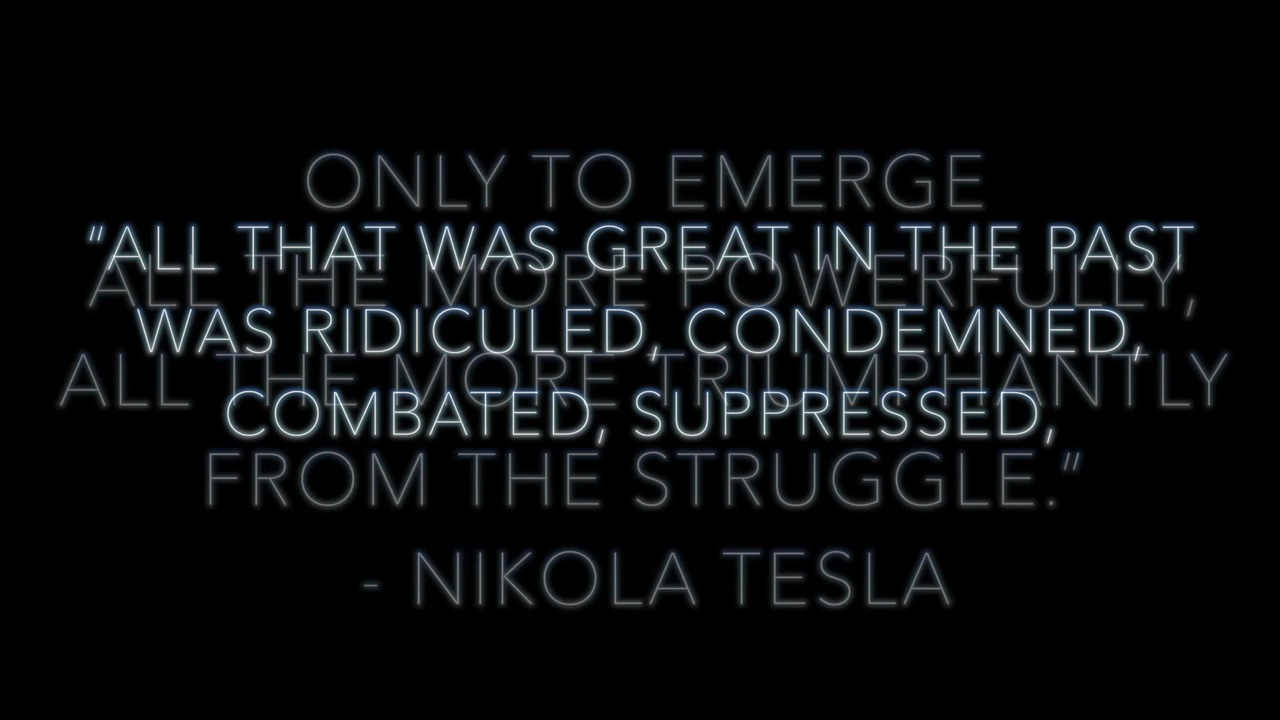 “ALL THAT WAS GREAT IN THE PAST
WAS RIDICULED, CONDEMNED,
COMBATED, SUPPRESSED,
ONLY TO EMERGE
ALL THE MORE POWERFULLY,
ALL THE MORE TRIUMPHANTLY
FROM THE STRUGGLE.”
- NIKOLA TESLA